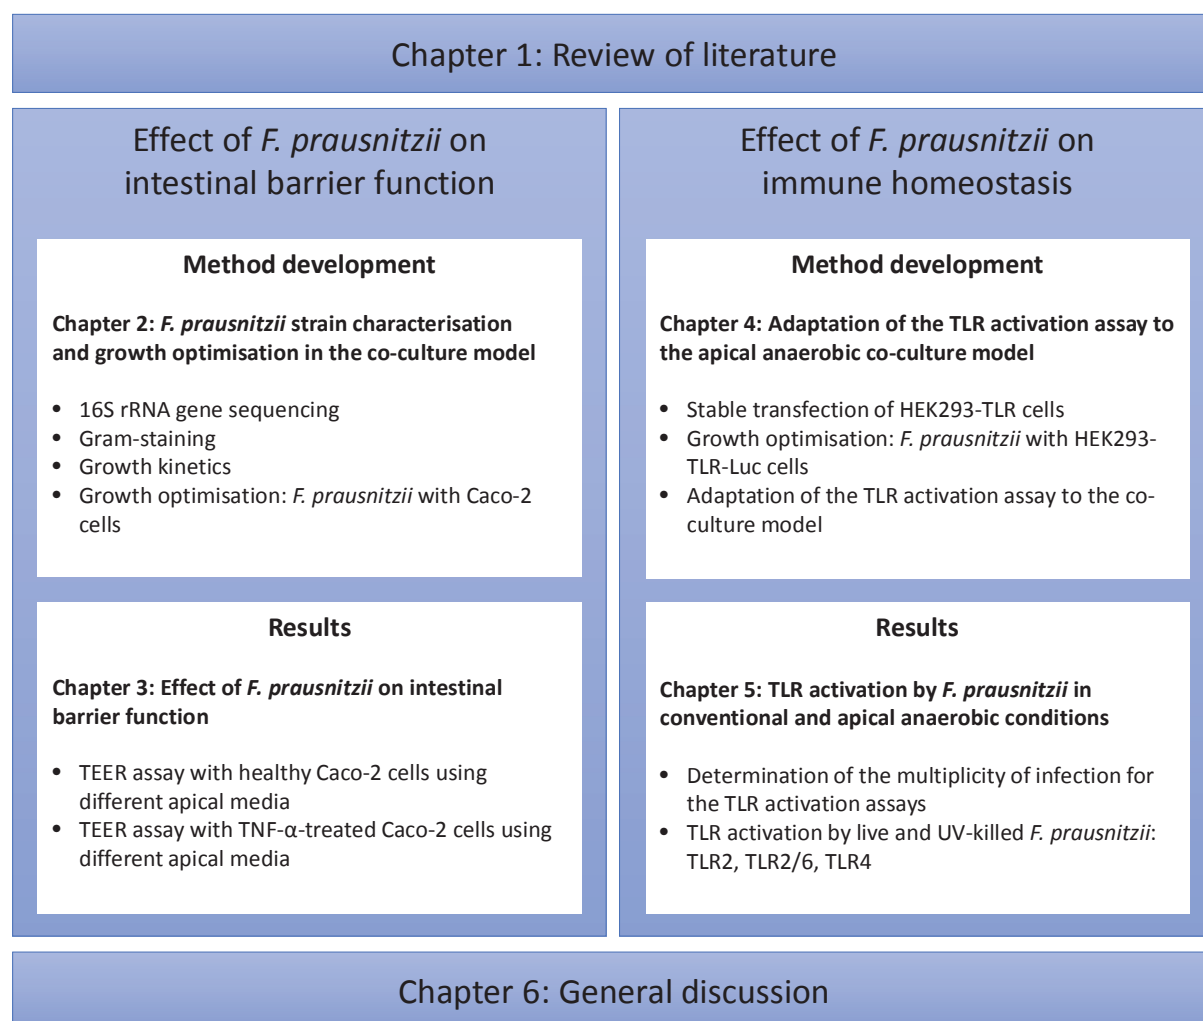 Chapter 1: Review of literature
Effect of F. prausnitzii on
intestinal barrier function
Method development
Chapter 2: F. prausnitzii strain characterisation
and growth optimisation in the co-culture model
• 16S rRNA gene sequencing
• Gram-staining
• Growth kinetics
• Growth optimisation: F. prausnitzii with Caco-2
cells
Results
Chapter 3: Effect of F. prausnitzii on intestinal
barrier function
• TEER assay with healthy Caco-2 cells using
different apical media
• TEER assay with TNF-α-treated Caco-2 cells using
different apical media
Effect of F. prausnitzii on
immune homeostasis
Method development
Chapter 4: Adaptation of the TLR activation assay to
the apical anaerobic co-culture model
• Stable transfection of HEK293-TLR cells
• Growth optimisation: F. prausnitzii with HEK293-
TLR-Luc cells
• Adaptation of the TLR activation assay to the co-
culture model
Results
Chapter 5: TLR activation by F. prausnitzii in
conventional and apical anaerobic conditions
• Determination of the multiplicity of infection for
the TLR activation assays
• TLR activation by live and UV-killed F. prausnitzii:
TLR2, TLR2/6, TLR4
Chapter 6: General discussion